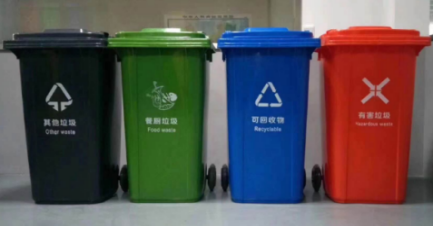 其他垃圾
Other waste
餐厨垃圾
Food waste
可回收物
Recyclable
有害垃圾
Hazardous waste